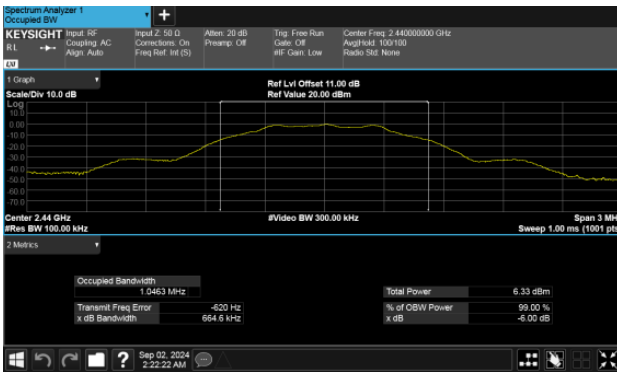 Spectrum Analyzer 1
Occupied BW
KEYSIGHT
Input: RF
Coupling: AC
Align: Auto
Input Z: 50 Ω
Corrections: On
Freq Ref: Int (S)
Atten: 20 dB
Preamp: Off
Trig: Free Run
Gate: Off
#IF Gain: Low
Center Freq: 2.440000000 GHz
Avg|Hold: 100/100
Radio Std: None
RL
LXI
1 Graph
Scale/Div 10.0 dB
Ref Lvl Offset 11.00 dB
Ref Value 20.00 dBm
Log
10.0
0.00
-10.0
-20.0
-30.0
-40.0
-50.0
-60.0
-70.0
Center 2.44 GHz
#Video BW 300.00 kHz
Span 3 MH
#Res BW 100.00 kHz
Sweep 1.00 ms (1001 pts
2 Metrics
Occupied Bandwidth
1.0463 MHz
Total Power 6.33 dBm
Transmit Freq Error -620 Hz
% of OBW Power 99.00 %
x dB Bandwidth 664.6 kHz
x dB -6.00 dB
?
Sep 02, 2024
2:22:22 AM